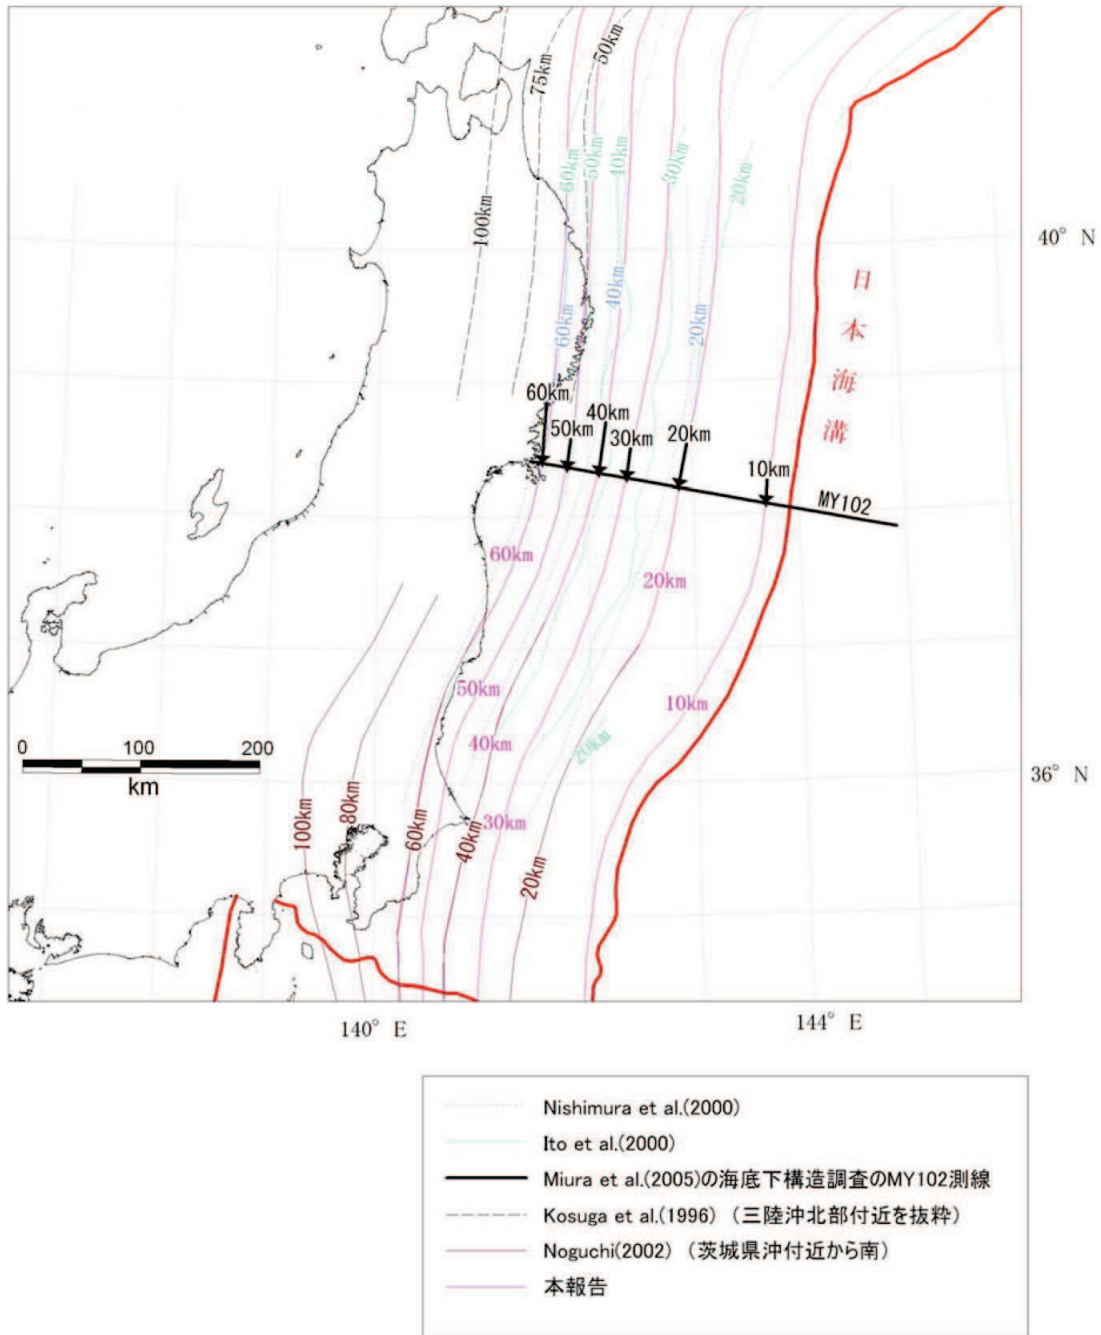 50km
75km
100km
60km
50km
40km
30km
20km
40° N
日本海溝
60km
40km
20km
60km
50km
40km
30km
20km
10km
MY102
60km
20km
50km
10km
40km
20km
0 100 200
km
36° N
100km
80km
60km
40km
30km
20km
140° E
144° E
Nishimura et al.(2000)
Ito et al.(2000)
Miura et al.(2005)の海底下構造調査のMY102測線
Kosuga et al.(1996) (三陸沖北部付近を抜粋)
Noguchi(2002) (茨城県沖付近から南)
本報告